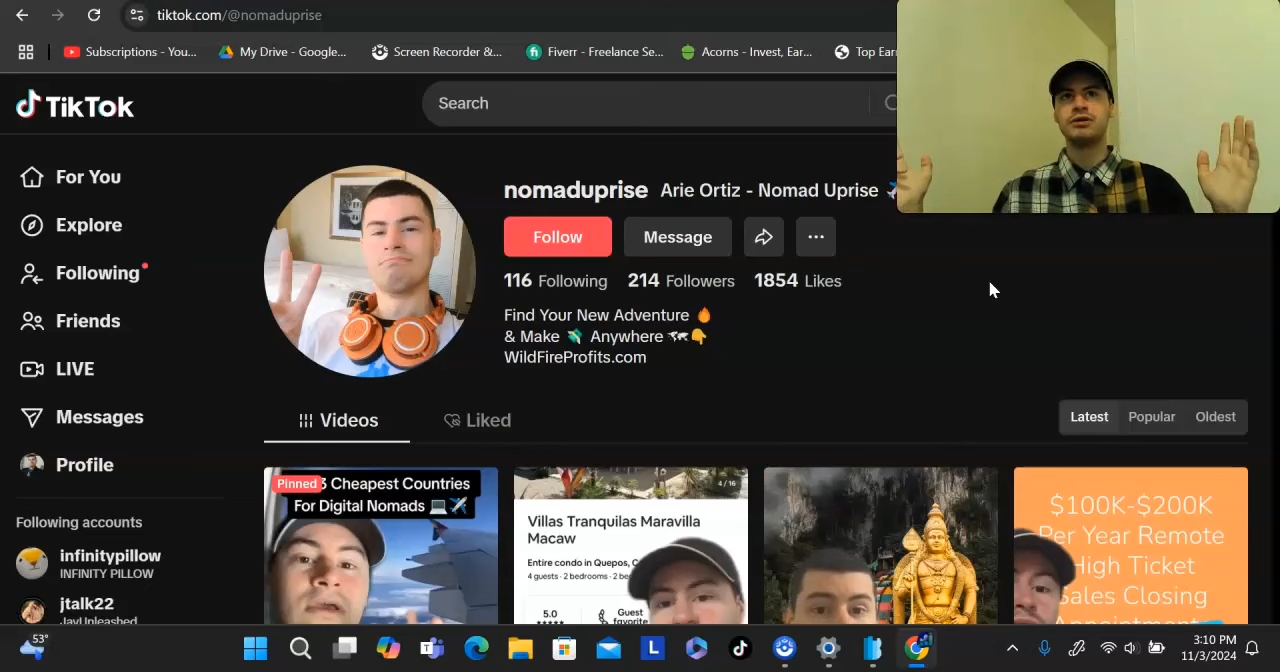 tiktok.com/@nomaduprise
Subscriptions - You...
My Drive - Google...
Screen Recorder &...
Fiverr - Freelance Se...
Acorns - Invest, Ear...
Top Earn
TikTok
Search
For You
Explore
Following
Friends
LIVE
Messages
Profile
Following accounts
infinitypillow
INFINITY PILLOW
jtalk22
JayUnleashed
nomaduprise Arie Ortiz - Nomad Uprise
Follow
Message
116 Following 214 Followers 1854 Likes
Find Your New Adventure 🔥
& Make 💸 Anywhere 🗺👇
WildFireProfits.com
Videos
Liked
Latest
Popular
Oldest
Pinned 3 Cheapest Countries
For Digital Nomads 💻✈️
4 / 16
Villas Tranquilas Maravilla
Macaw
Entire condo in Quepos,
4 guests · 2 bedrooms · 2
5.0
Guest
favorite
$100K-$200K
Per Year Remote
High Ticket
Sales Closing
53°
3:10 PM
11/3/2024